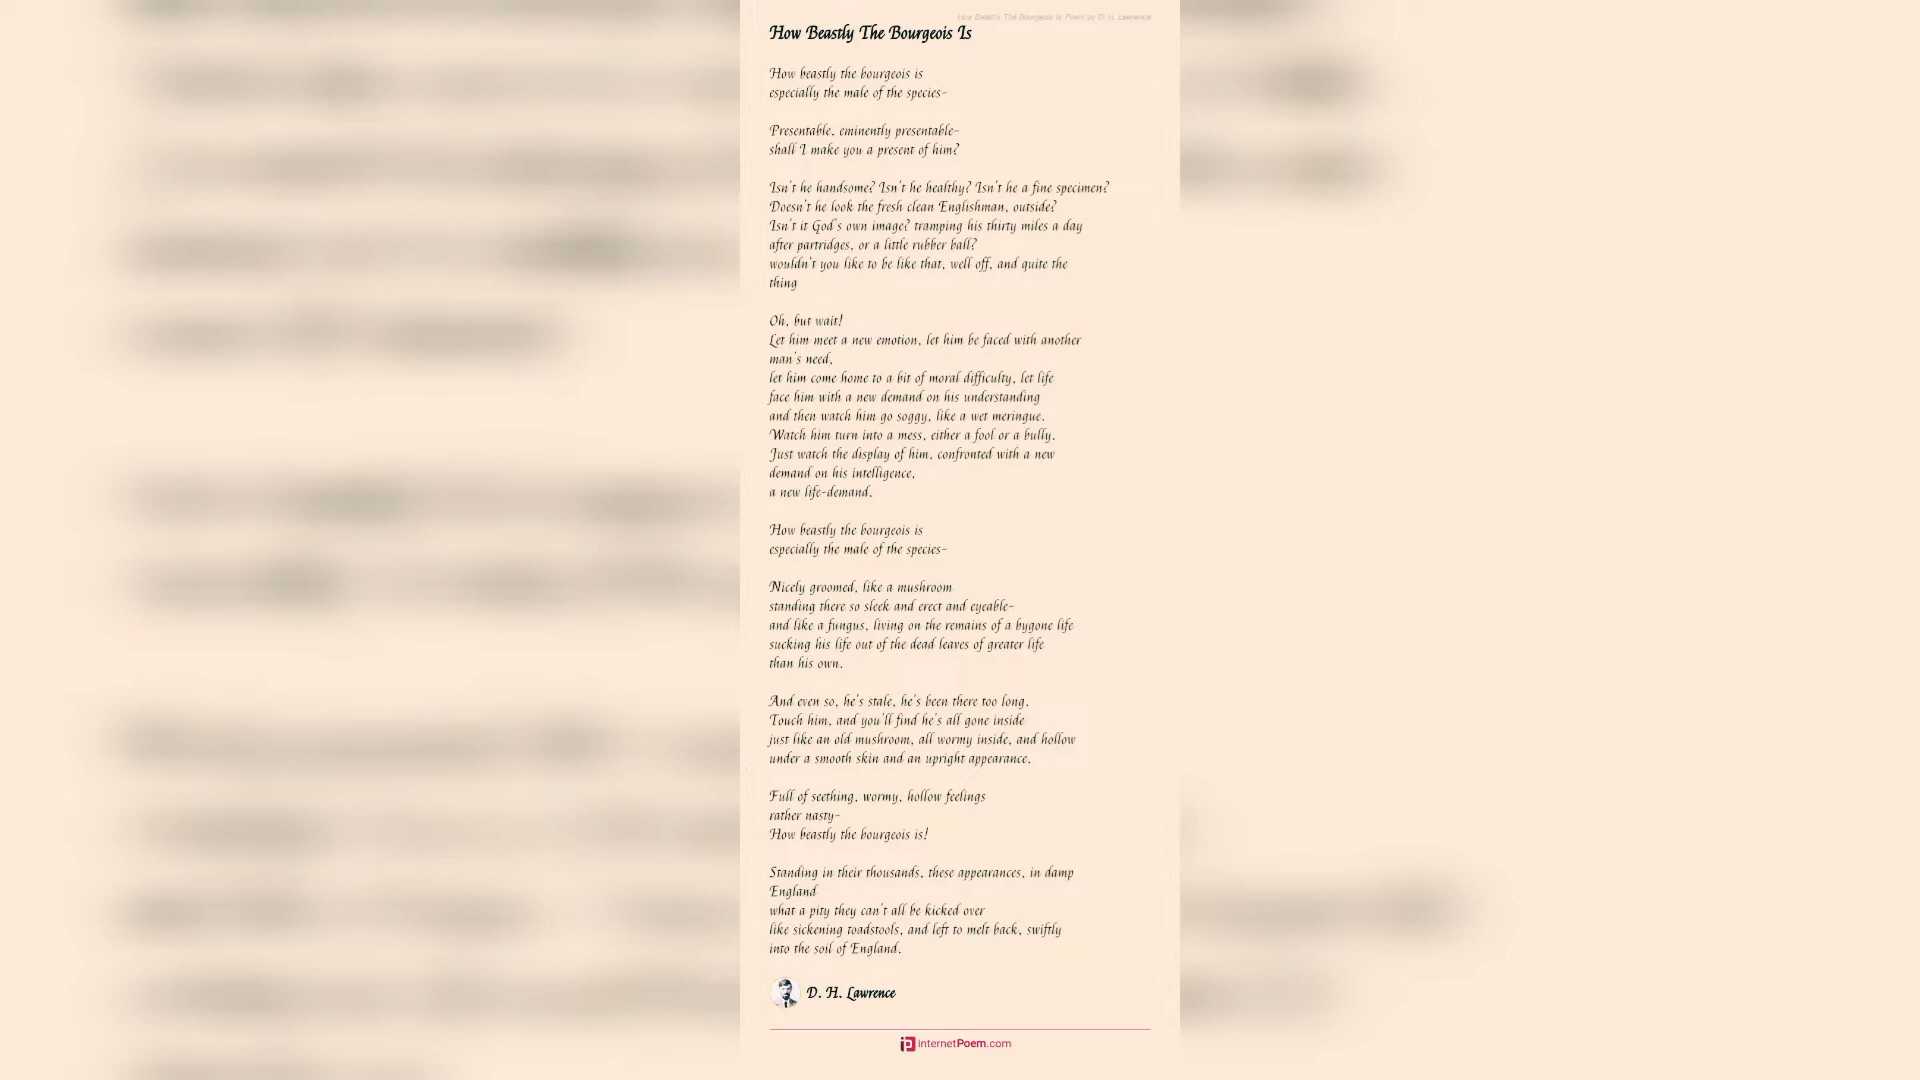 How Beastly The Bourgeois Is Poem by D. H. Lawrence
How Beastly The Bourgeois Is
How beastly the bourgeois is
especially the male of the species-
Presentable, eminently presentable-
shall I make you a present of him?
Isn't he handsome? Isn't he healthy? Isn't he a fine specimen?
Doesn't he look the fresh clean Englishman, outside?
Isn't it God's own image? tramping his thirty miles a day
after partridges, or a little rubber ball?
wouldn't you like to be like that, well off, and quite the
thing
Oh, but wait!
Let him meet a new emotion, let him be faced with another
man's need,
let him come home to a bit of moral difficulty, let life
face him with a new demand on his understanding
and then watch him go soggy, like a wet meringue.
Watch him turn into a mess, either a fool or a bully.
Just watch the display of him, confronted with a new
demand on his intelligence,
a new life-demand.
How beastly the bourgeois is
especially the male of the species-
Nicely groomed, like a mushroom
standing there so sleek and erect and eyeable-
and like a fungus, living on the remains of a bygone life
sucking his life out of the dead leaves of greater life
than his own.
And even so, he's stale, he's been there too long.
Touch him, and you'll find he's all gone inside
just like an old mushroom, all wormy inside, and hollow
under a smooth skin and an upright appearance.
Full of seething, wormy, hollow feelings
rather nasty-
How beastly the bourgeois is!
Standing in their thousands, these appearances, in damp
England
what a pity they can't all be kicked over
like sickening toadstools, and left to melt back, swiftly
into the soil of England.
D. H. Lawrence
internetPoem.com